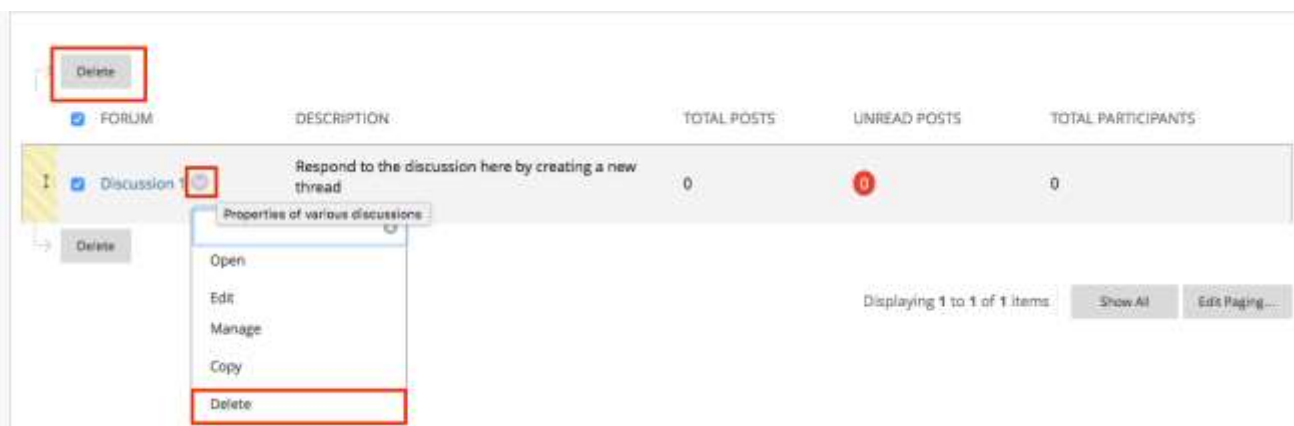 Delete
FORUM DESCRIPTION TOTAL POSTS UNREAD POSTS TOTAL PARTICIPANTS
Discussion 1 Respond to the discussion here by creating a new
thread 0 0 0
Properties of various discussions
Delete
Open
Edit
Displaying 1 to 1 of 1 items Show All Edit Paging...
Manage
Copy
Delete